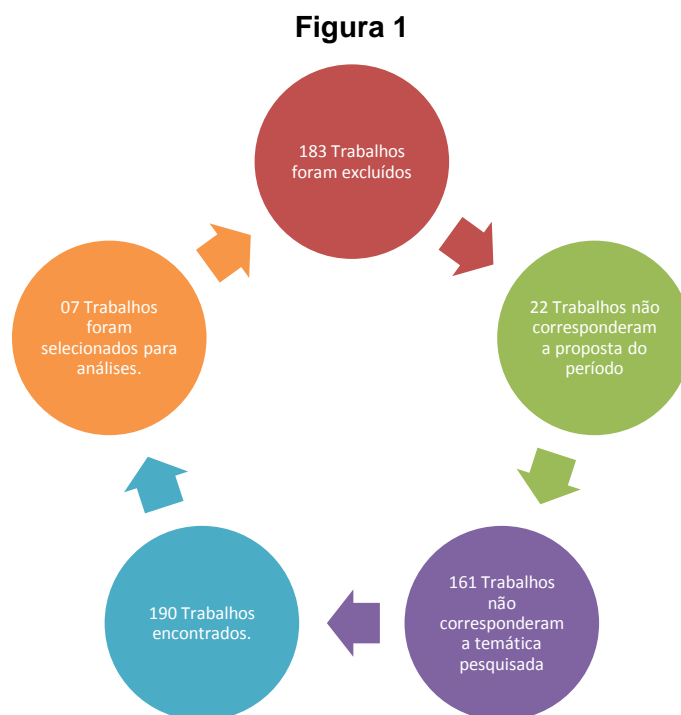 Figura 1
183 Trabalhos
foram excluídos
22 Trabalhos não
corresponderam
a proposta do
período
161 Trabalhos
não
corresponderam
a temática
pesquisada
190 Trabalhos
encontrados.
07 Trabalhos
foram
selecionados para
análises.